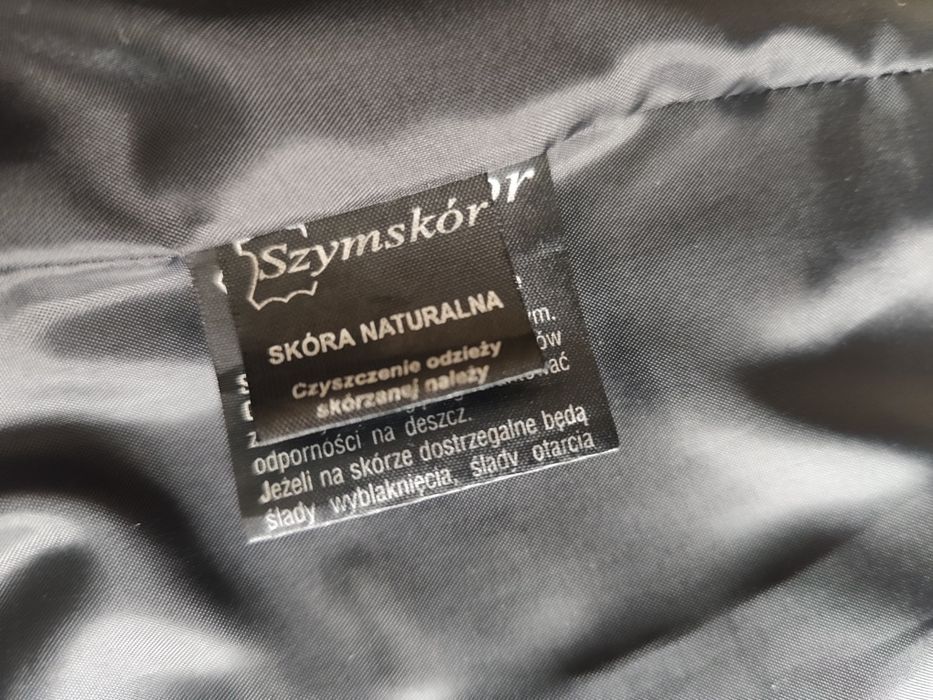 Szymskór
SKÓRA NATURALNA
Czyszczenie odzieży
skórzanej należy
odporności na deszcz.
Jeżeli na skórze dostrzegalne będą
ślady wyblaknięcia, ślady otarcia